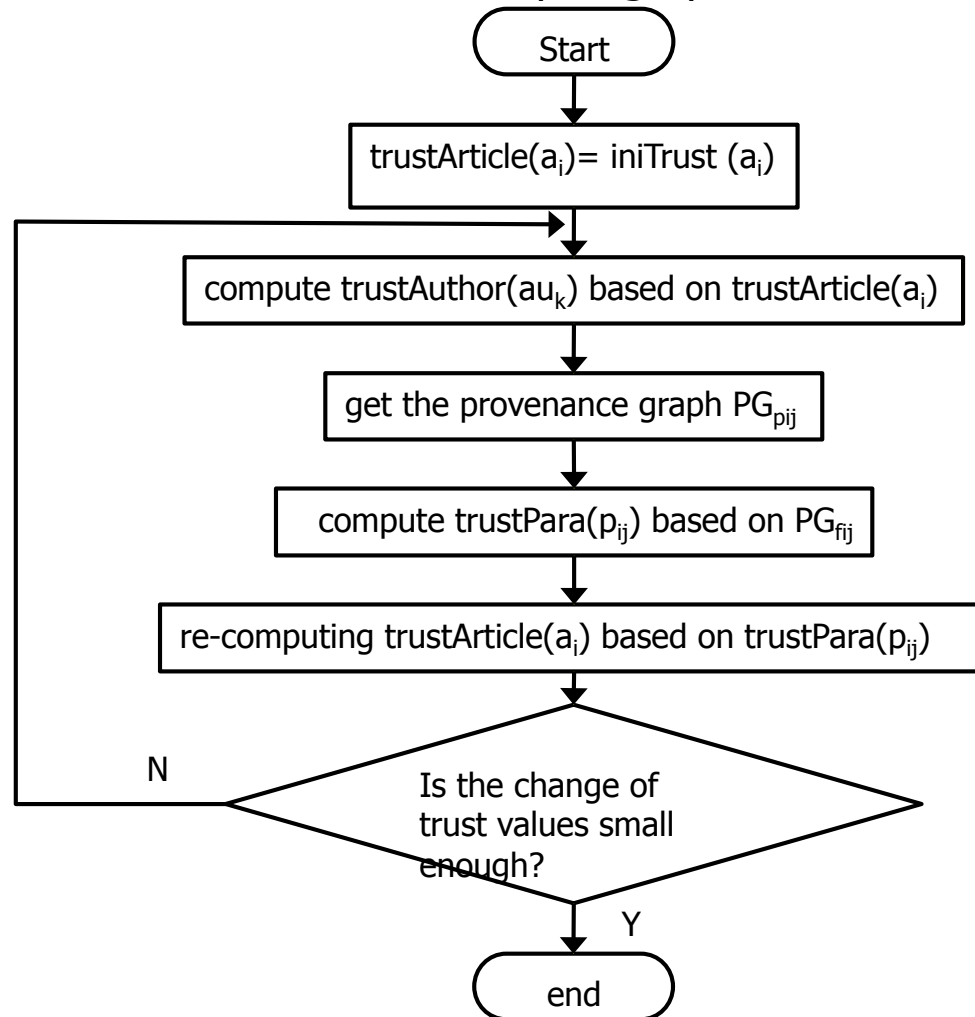 Start
trustArticle(aᵢ)= iniTrust (aᵢ)
compute trustAuthor(auₖ) based on trustArticle(aᵢ)
get the provenance graph PGpij
compute trustPara(pij) based on PGfij
re-computing trustArticle(aᵢ) based on trustPara(pij)
N
Is the change of
trust values small
enough?
Y
end